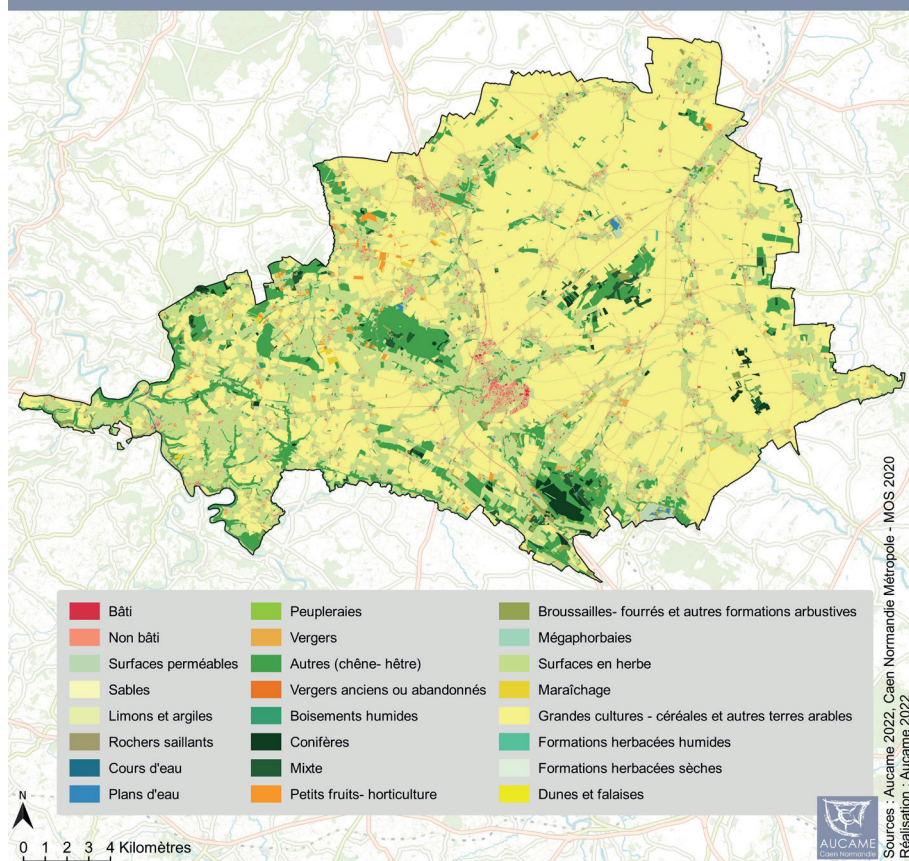 Bâti
Non bâti
Surfaces perméables
Sables
Limons et argiles
Rochers saillants
Cours d'eau
Plans d'eau
Peupleraies
Vergers
Autres (chêne- hêtre)
Vergers anciens ou abandonnés
Boisements humides
Conifères
Mixte
Petits fruits- horticulture
Broussailles- fourrés et autres formations arbustives
Mégaphorbaies
Surfaces en herbe
Maraîchage
Grandes cultures - céréales et autres terres arables
Formations herbacées humides
Formations herbacées sèches
Dunes et falaises
N
0 1 2 3 4 Kilomètres
AUCAME
Caen Normandie
Sources : Aucame 2022, Caen Normandie Métropole - MOS 2020
Réalisation : Aucame 2022